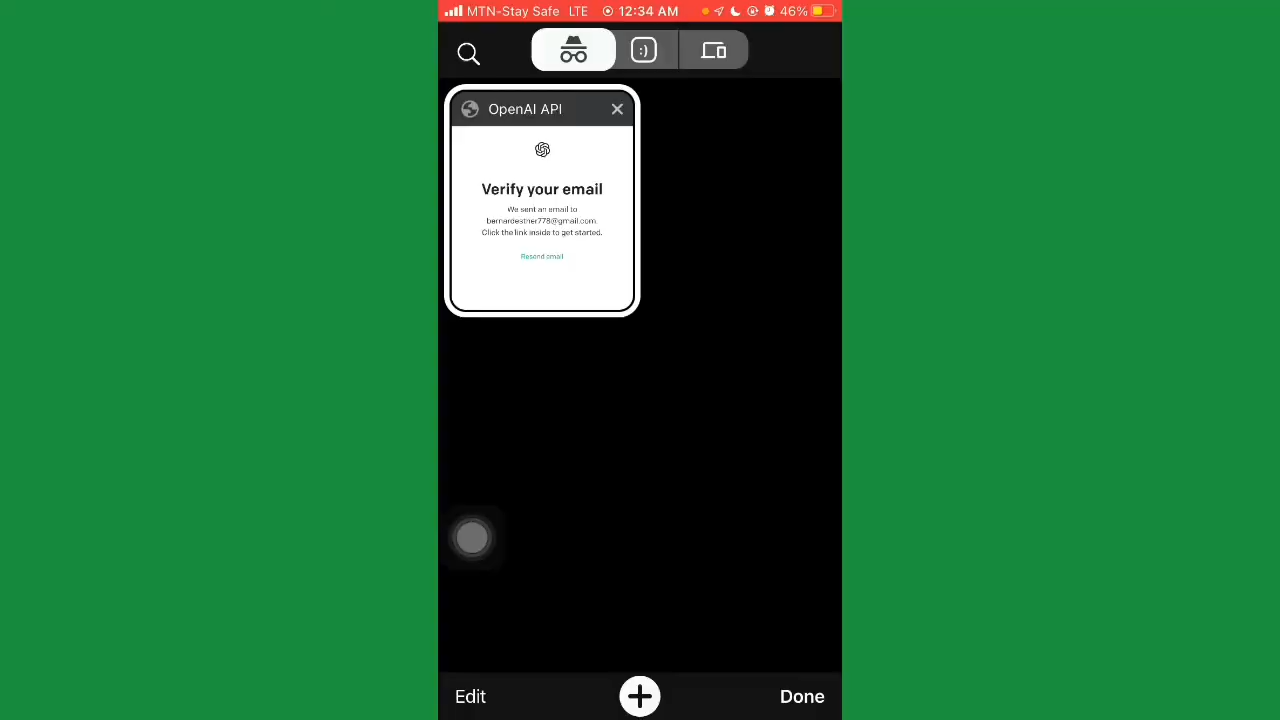 MTN-Stay Safe LTE 12:34 AM 46%
:)
OpenAI API
Verify your email
We sent an email to
bernardesther778@gmail.com.
Click the link inside to get started.
Resend email
Edit
Done